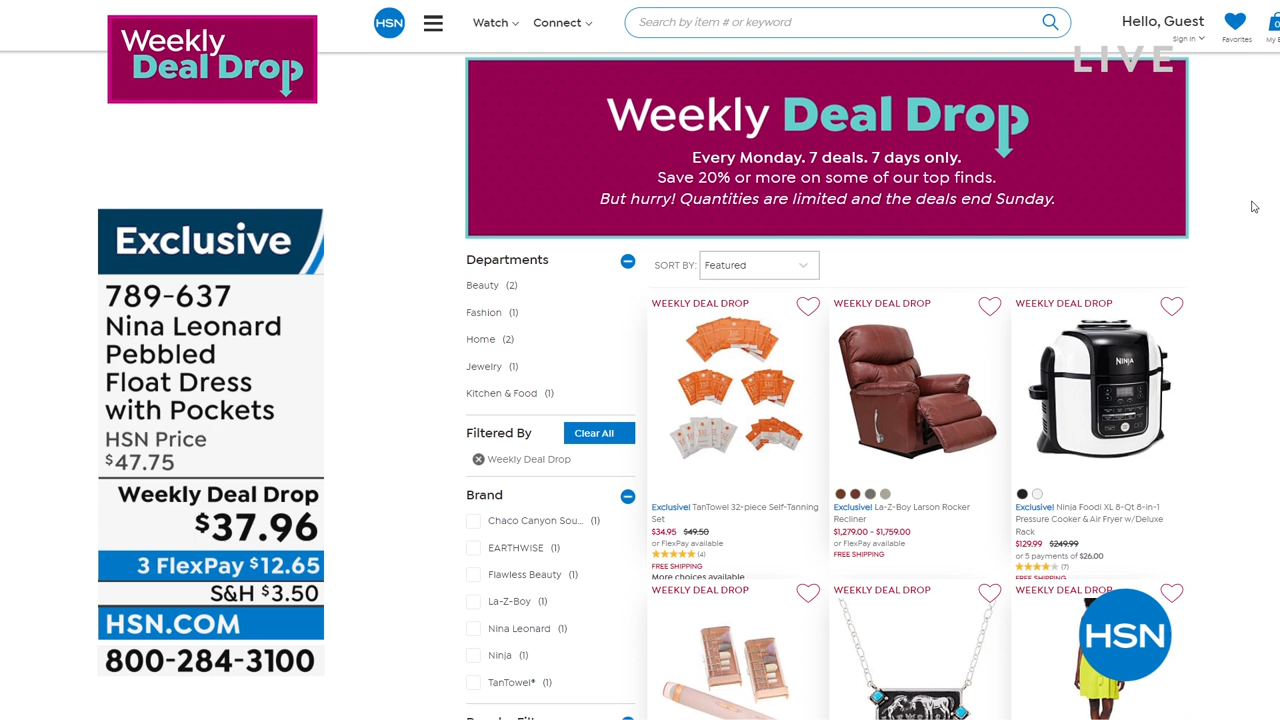 Weekly
Deal Drop
Exclusive
789-637
Nina Leonard
Pebbled
Float Dress
with Pockets
HSN Price
$47.75
Weekly Deal Drop
$37.96
3 FlexPay $12.65
S&H $3.50
HSN.COM
800-284-3100
HSN
Watch
Connect
Search by item # or keyword
Hello, Guest
Sign In
Favorites
0
LIVE
Weekly Deal Drop
Every Monday. 7 deals. 7 days only.
Save 20% or more on some of our top finds.
But hurry! Quantities are limited and the deals end Sunday.
Departments
Beauty (2)
Fashion (1)
Home (2)
Jewelry (1)
Kitchen & Food (1)
Filtered By
Clear All
Weekly Deal Drop
Brand
Chaco Canyon Sou... (1)
EARTHWISE (1)
Flawless Beauty (1)
La-Z-Boy (1)
Nina Leonard (1)
Ninja (1)
TanTowel® (1)
SORT BY: Featured
WEEKLY DEAL DROP
Exclusive! TanTowel 32-piece Self-Tanning
Set
$34.95 $49.50
or FlexPay available
(4)
FREE SHIPPING
More choices available
WEEKLY DEAL DROP
Exclusive! La-Z-Boy Larson Rocker
Recliner
$1,279.00 - $1,759.00
or FlexPay available
FREE SHIPPING
WEEKLY DEAL DROP
NINJA
Exclusive! Ninja Foodi XL 8-Qt 8-in-1
Pressure Cooker & Air Fryer w/Deluxe
Rack
$129.99 $249.99
or 5 payments of $26.00
(7)
FREE SHIPPING
WEEKLY DEAL DROP
WEEKLY DEAL DROP
WEEKLY DEAL DROP
HSN